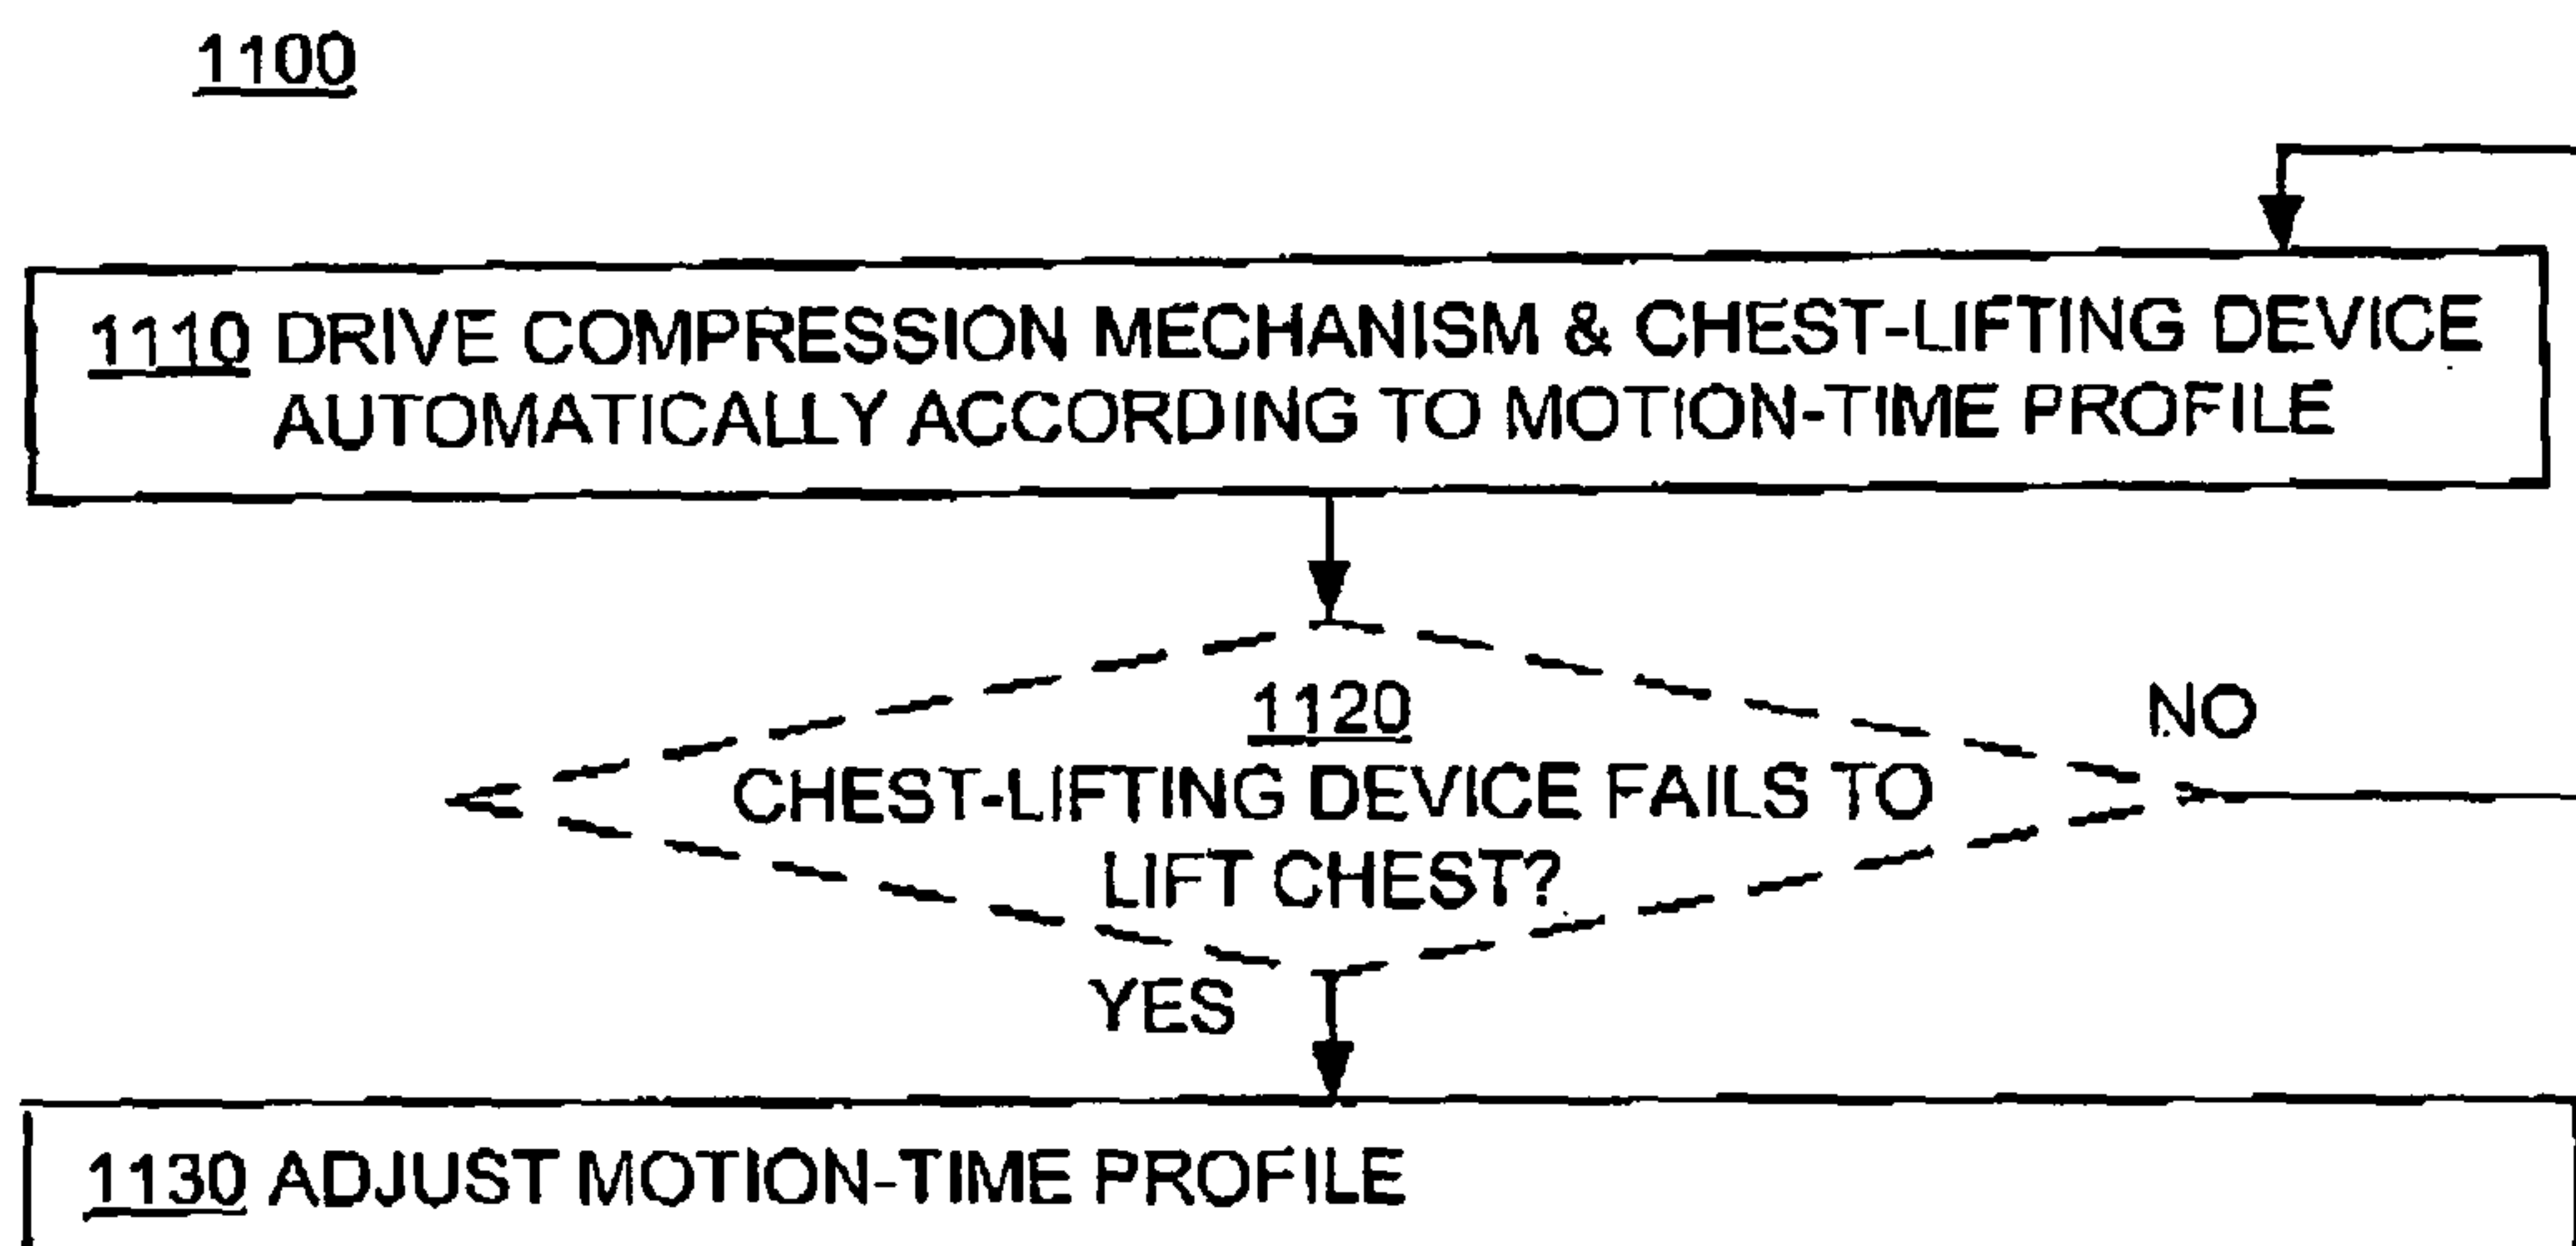 1100
1110 DRIVE COMPRESSION MECHANISM & CHEST-LIFTING DEVICE
AUTOMATICALLY ACCORDING TO MOTION-TIME PROFILE
1120
CHEST-LIFTING DEVICE FAILS TO
LIFT CHEST?
NO
YES
1130 ADJUST MOTION-TIME PROFILE